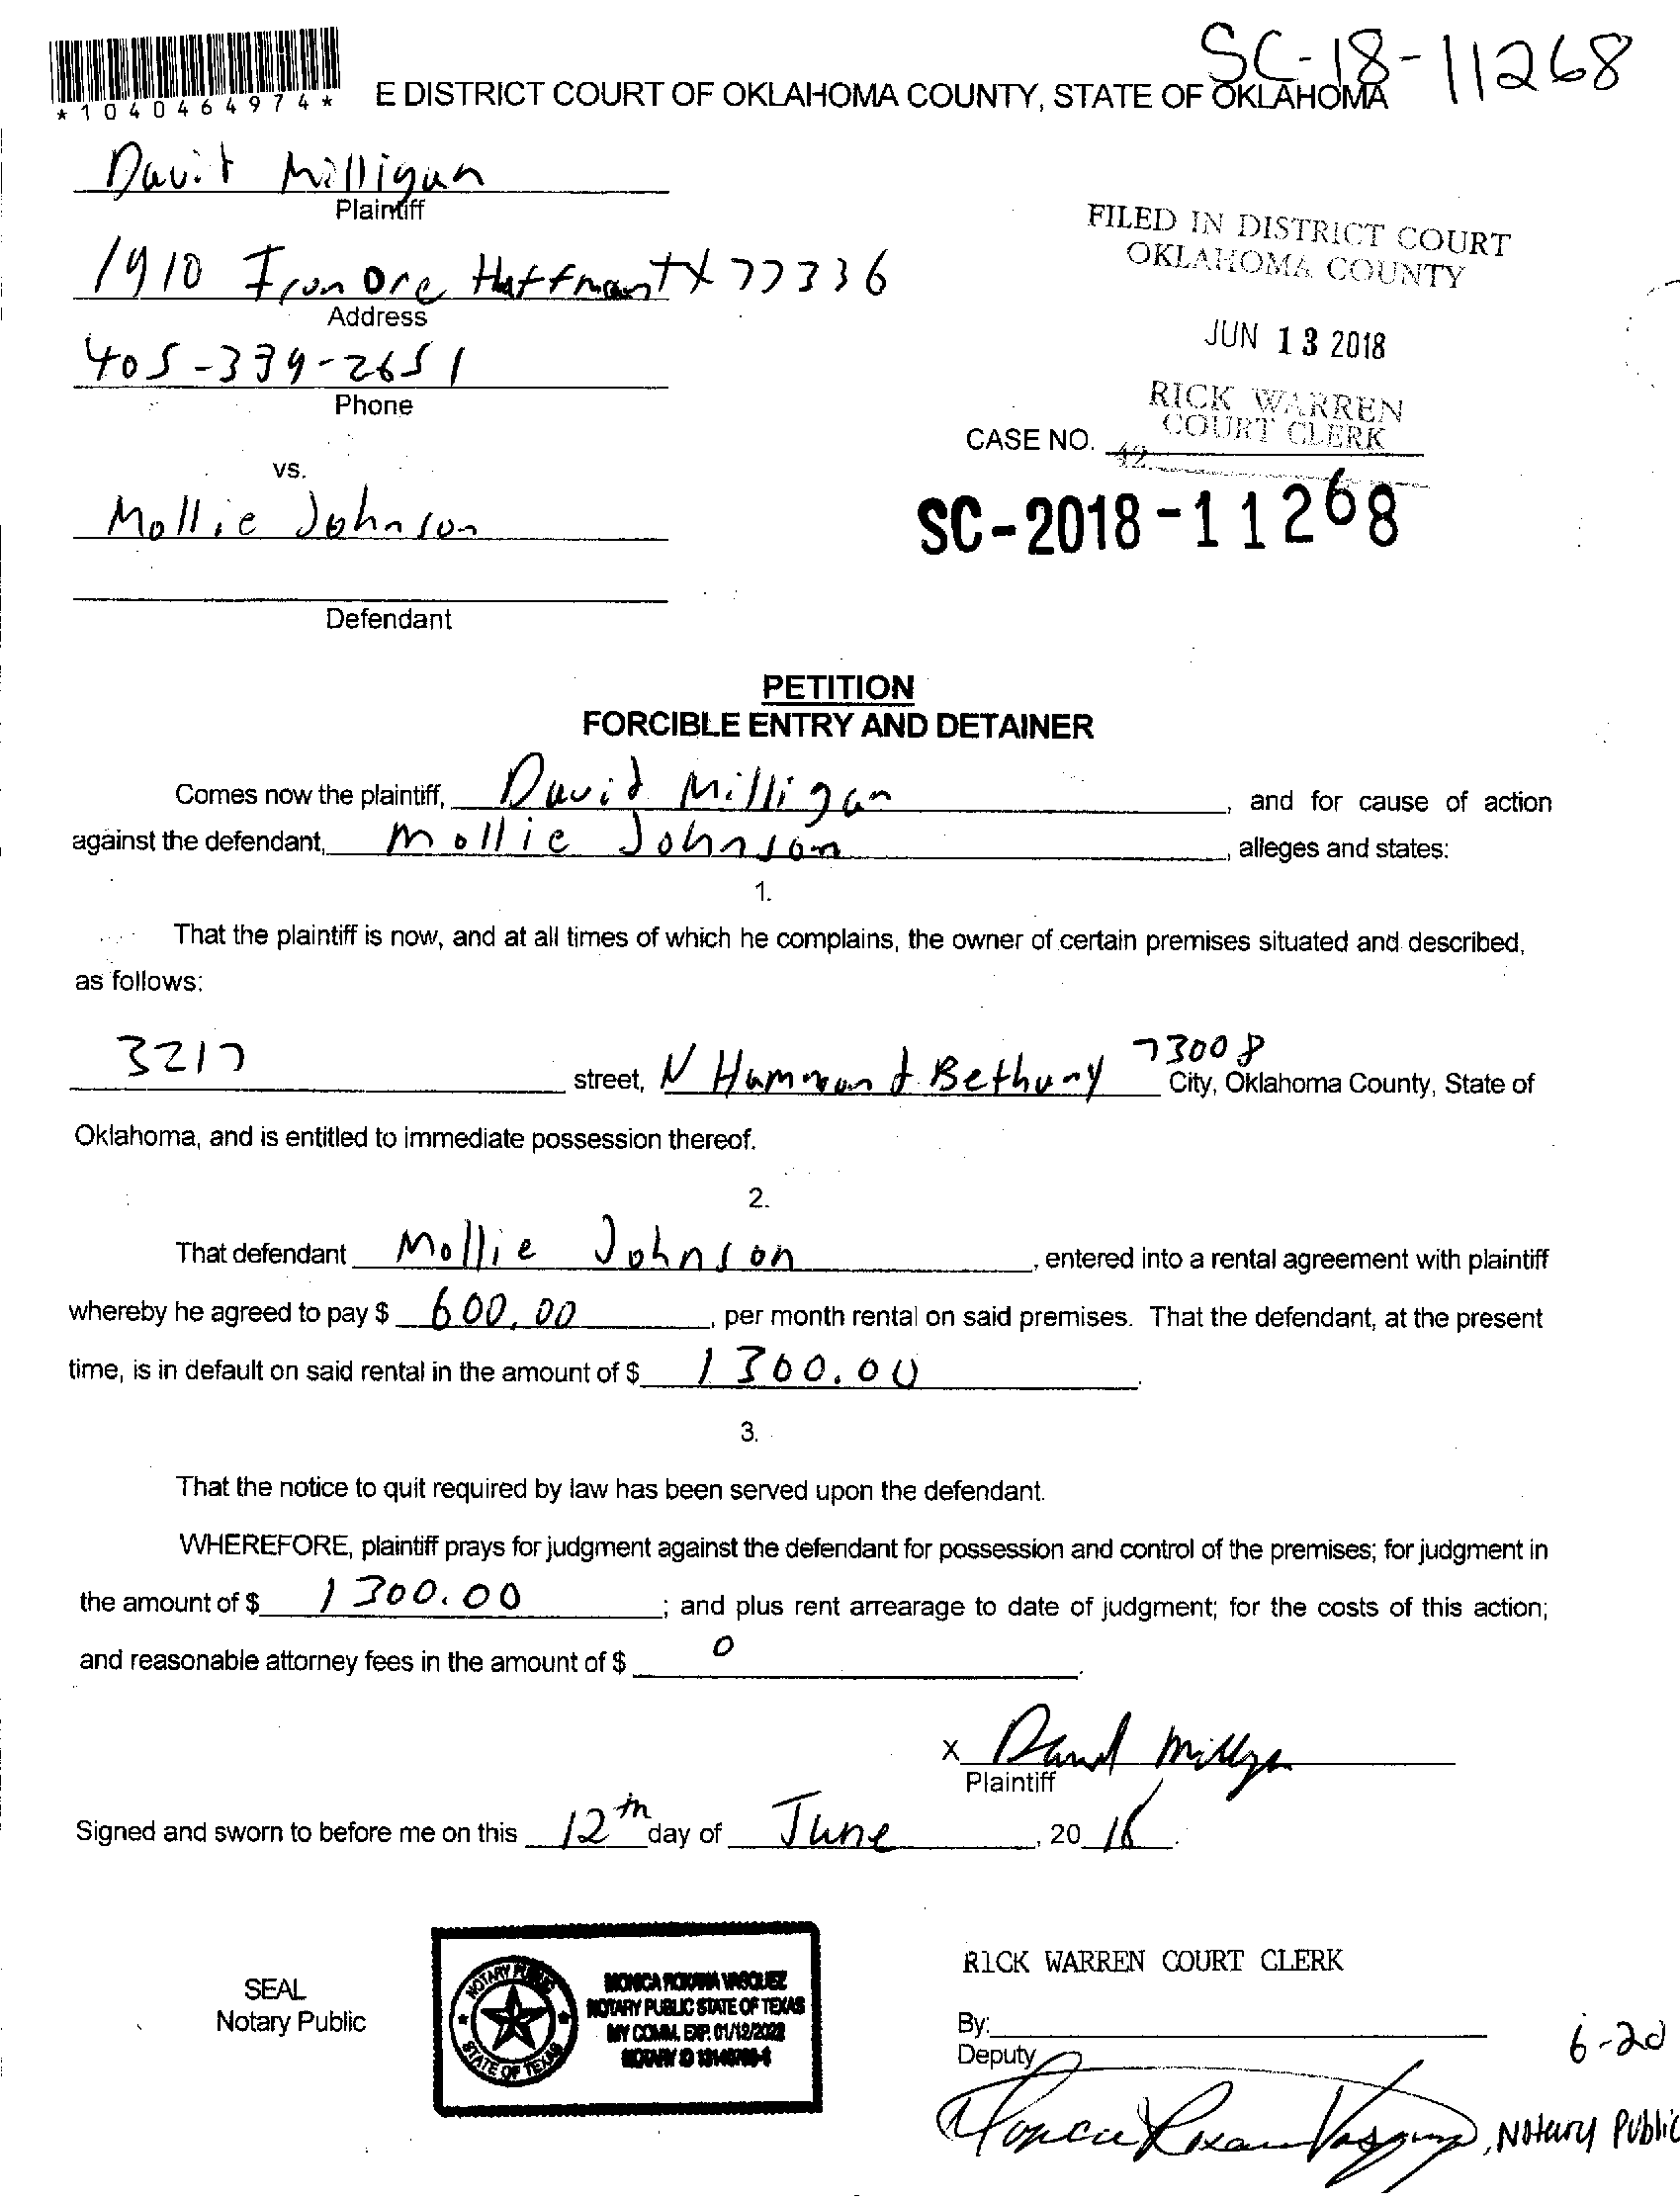 SC-18-11268
*1040464974*
E DISTRICT COURT OF OKLAHOMA COUNTY, STATE OF OKLAHOMA
David Milligan
Plaintiff
FILED IN DISTRICT COURT
OKLAHOMA COUNTY
1910 Iron Ore Huffman TX 77336
Address
JUN 13 2018
405-339-2651
Phone
RICK WARREN
COURT CLERK
CASE NO.
42
vs.
Mollie Johnson
SC-2018-11268
Defendant
PETITION
FORCIBLE ENTRY AND DETAINER
Comes now the plaintiff, David Milligan, and for cause of action
against the defendant, Mollie Johnson, alleges and states:
1.
That the plaintiff is now, and at all times of which he complains, the owner of certain premises situated and described,
as follows:
3217 street, N Hammond Bethany 73008 City, Oklahoma County, State of
Oklahoma, and is entitled to immediate possession thereof.
2.
That defendant Mollie Johnson, entered into a rental agreement with plaintiff
whereby he agreed to pay $ 600.00, per month rental on said premises. That the defendant, at the present
time, is in default on said rental in the amount of $ 1300.00.
3.
That the notice to quit required by law has been served upon the defendant.
WHEREFORE, plaintiff prays for judgment against the defendant for possession and control of the premises; for judgment in
the amount of $ 1300.00; and plus rent arrearage to date of judgment; for the costs of this action;
and reasonable attorney fees in the amount of $ 0.
X David Milligan
Plaintiff
Signed and sworn to before me on this 12th day of June, 2018.
SEAL
Notary Public
NOTARY PUBLIC
STATE OF TEXAS
MONICA ROXANA VASQUEZ
NOTARY PUBLIC STATE OF TEXAS
MY COMM. EXP. 01/12/2022
RICK WARREN COURT CLERK
By:
Deputy
6-20
Monica Roxana Vasquez, Notary Public